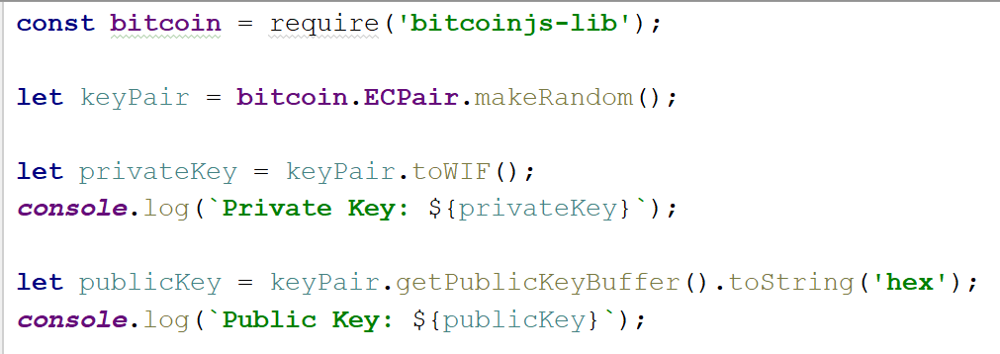 const bitcoin = require('bitcoinjs-lib');
let keyPair = bitcoin.ECPair.makeRandom();
let privateKey = keyPair.toWIF();
console.log(`Private Key: ${privateKey}`);
let publicKey = keyPair.getPublicKeyBuffer().toString('hex');
console.log(`Public Key: ${publicKey}`);